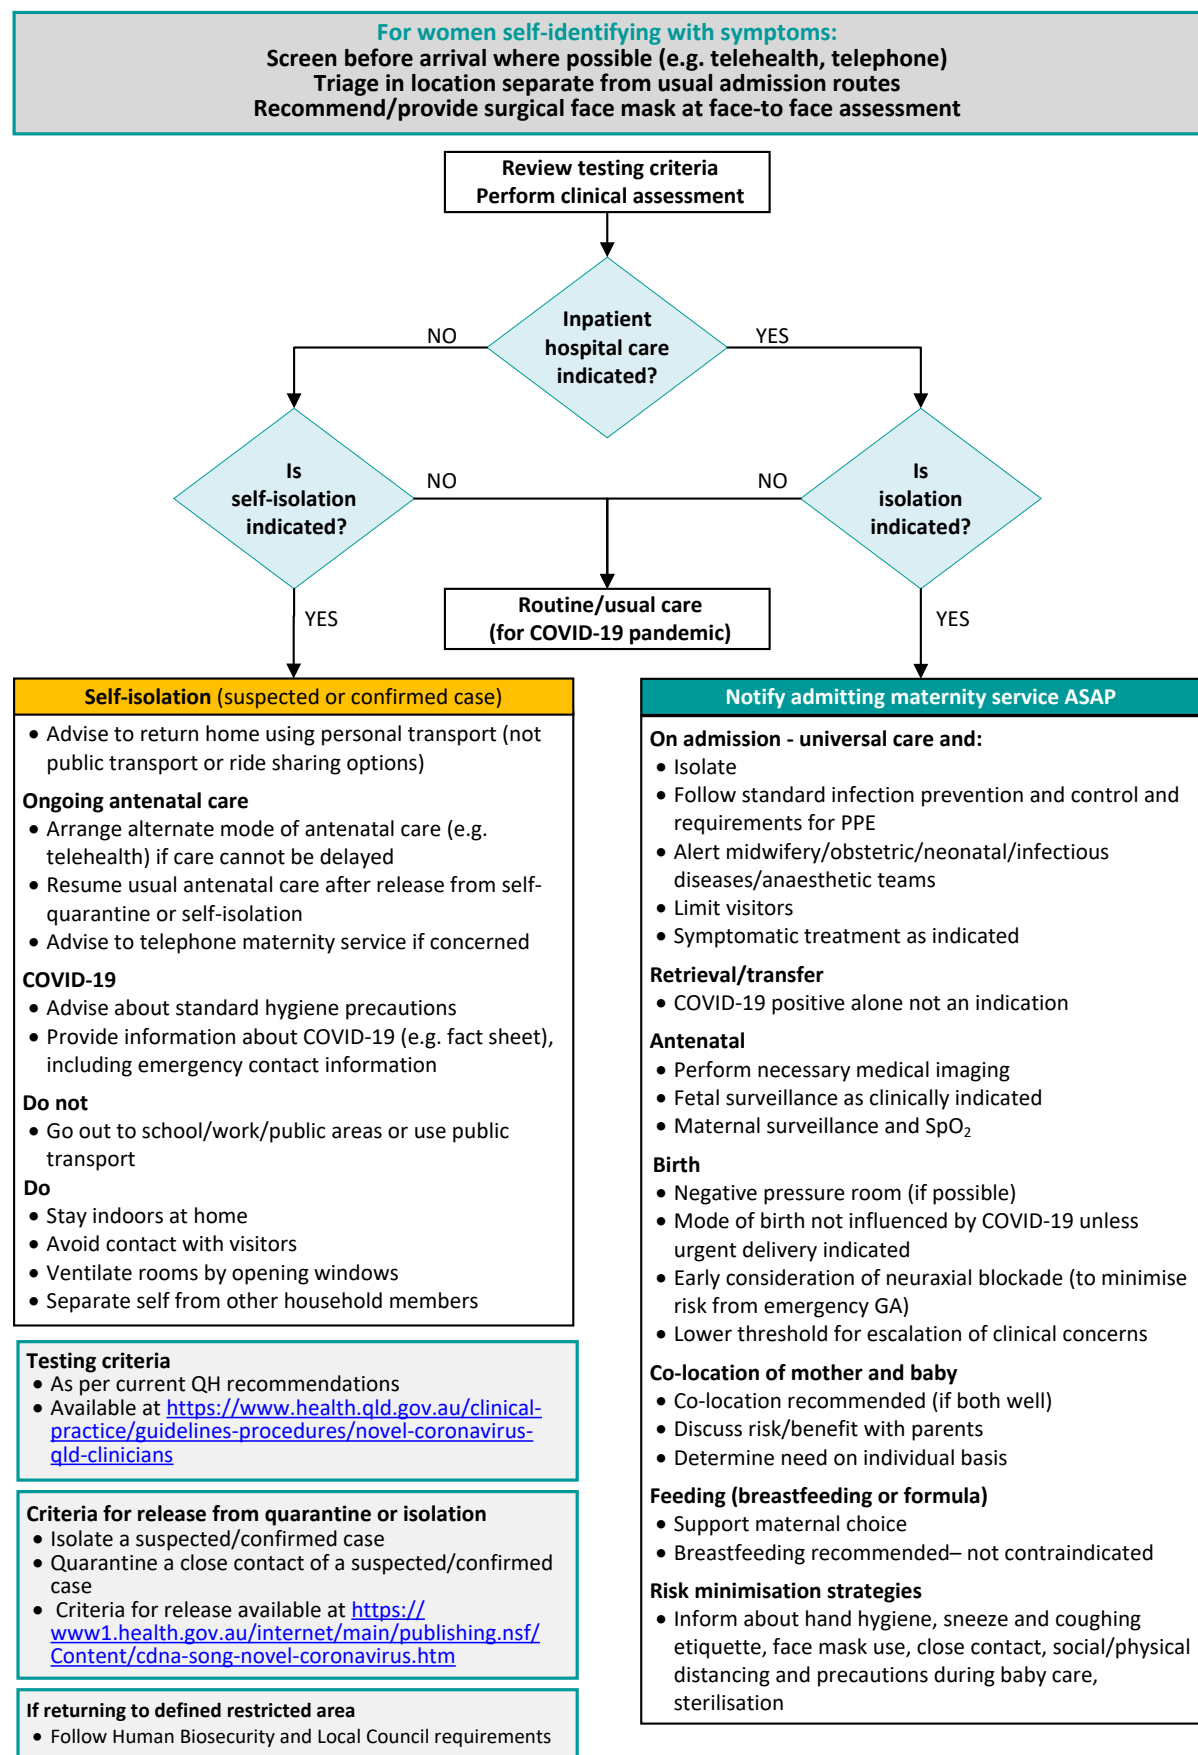 For women self-identifying with symptoms:
Screen before arrival where possible (e.g. telehealth, telephone)
Triage in location separate from usual admission routes
Recommend/provide surgical face mask at face-to face assessment
Review testing criteria
Perform clinical assessment
Inpatient
hospital care
indicated?
NO
YES
Is
self-isolation
indicated?
NO
NO
Is
isolation
indicated?
YES
Routine/usual care
(for COVID-19 pandemic)
YES
Self-isolation (suspected or confirmed case)
• Advise to return home using personal transport (not
public transport or ride sharing options)
Ongoing antenatal care
• Arrange alternate mode of antenatal care (e.g.
telehealth) if care cannot be delayed
• Resume usual antenatal care after release from self-
quarantine or self-isolation
• Advise to telephone maternity service if concerned
COVID-19
• Advise about standard hygiene precautions
• Provide information about COVID-19 (e.g. fact sheet),
including emergency contact information
Do not
• Go out to school/work/public areas or use public
transport
Do
• Stay indoors at home
• Avoid contact with visitors
• Ventilate rooms by opening windows
• Separate self from other household members
Testing criteria
• As per current QH recommendations
• Available at https://www.health.qld.gov.au/clinical-
practice/guidelines-procedures/novel-coronavirus-
qld-clinicians
Criteria for release from quarantine or isolation
• Isolate a suspected/confirmed case
• Quarantine a close contact of a suspected/confirmed
case
• Criteria for release available at https://
www1.health.gov.au/internet/main/publishing.nsf/
Content/cdna-song-novel-coronavirus.htm
If returning to defined restricted area
• Follow Human Biosecurity and Local Council requirements
Notify admitting maternity service ASAP
On admission - universal care and:
• Isolate
• Follow standard infection prevention and control and
requirements for PPE
• Alert midwifery/obstetric/neonatal/infectious
diseases/anaesthetic teams
• Limit visitors
• Symptomatic treatment as indicated
Retrieval/transfer
• COVID-19 positive alone not an indication
Antenatal
• Perform necessary medical imaging
• Fetal surveillance as clinically indicated
• Maternal surveillance and SpO₂
Birth
• Negative pressure room (if possible)
• Mode of birth not influenced by COVID-19 unless
urgent delivery indicated
• Early consideration of neuraxial blockade (to minimise
risk from emergency GA)
• Lower threshold for escalation of clinical concerns
Co-location of mother and baby
• Co-location recommended (if both well)
• Discuss risk/benefit with parents
• Determine need on individual basis
Feeding (breastfeeding or formula)
• Support maternal choice
• Breastfeeding recommended– not contraindicated
Risk minimisation strategies
• Inform about hand hygiene, sneeze and coughing
etiquette, face mask use, close contact, social/physical
distancing and precautions during baby care,
sterilisation